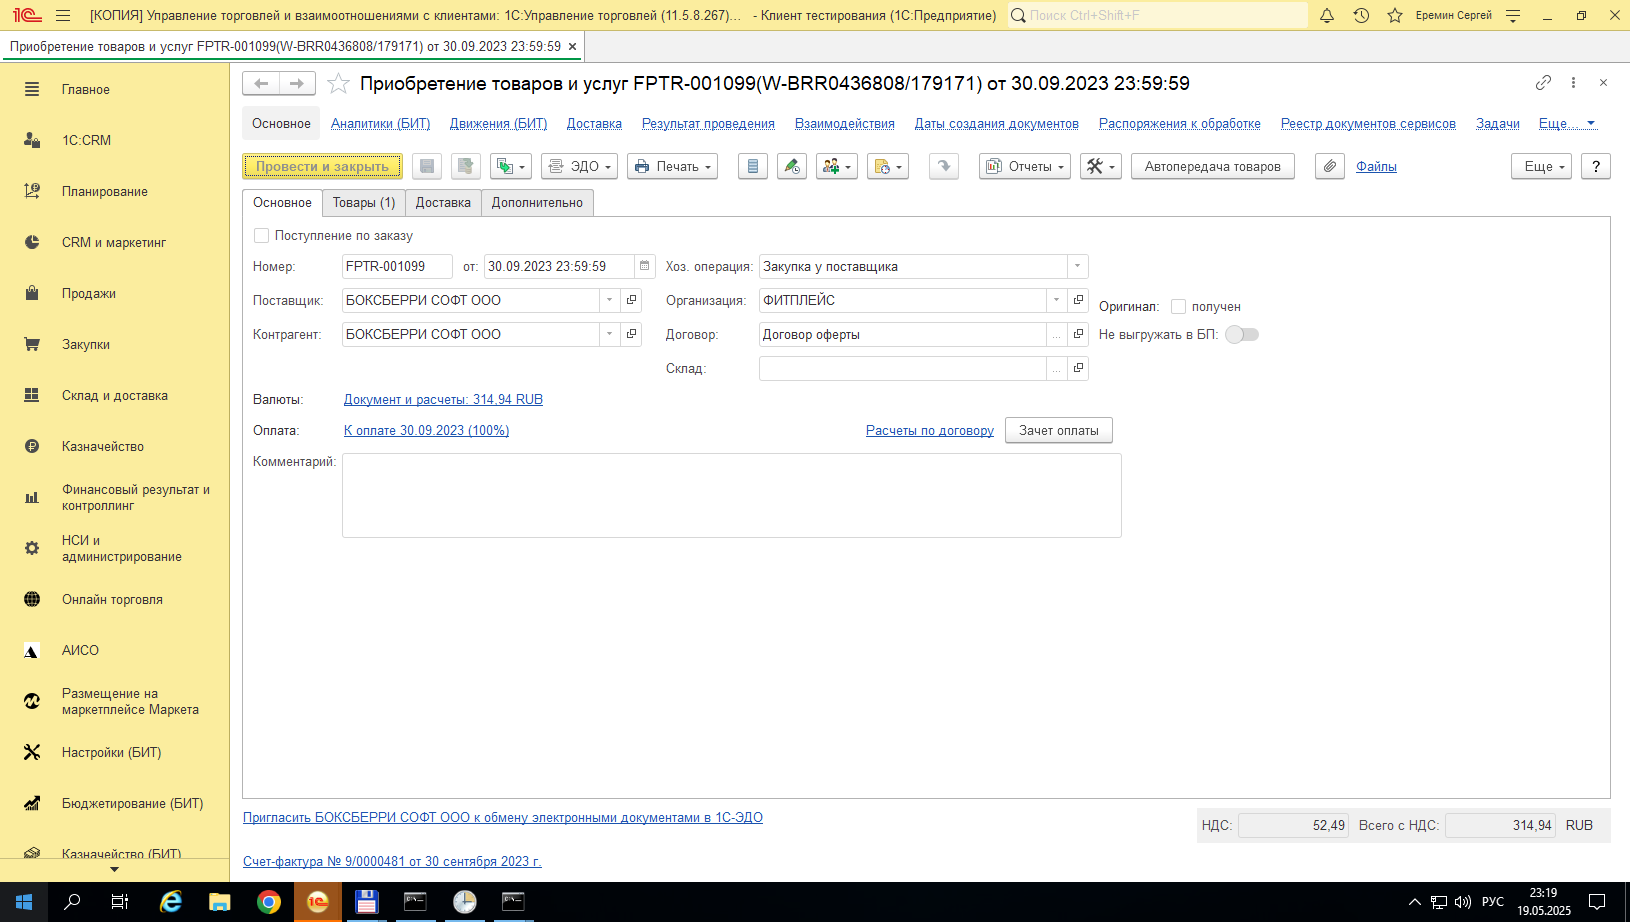 [КОПИЯ] Управление торговлей и взаимоотношениями с клиентами: 1С:Управление торговлей (11.5.8.267)... - Клиент тестирования (1С:Предприятие)
Поиск Ctrl+Shift+F
Еремин Сергей
Приобретение товаров и услуг FPTR-001099(W-BRR0436808/179171) от 30.09.2023 23:59:59
Главное
1С:CRM
Планирование
CRM и маркетинг
Продажи
Закупки
Склад и доставка
Казначейство
Финансовый результат и
контроллинг
НСИ и
администрирование
Онлайн торговля
АИСО
Размещение на
маркетплейсе Маркета
Настройки (БИТ)
Бюджетирование (БИТ)
Казначейство (БИТ)
Приобретение товаров и услуг FPTR-001099(W-BRR0436808/179171) от 30.09.2023 23:59:59
Основное Аналитики (БИТ) Движения (БИТ) Доставка Результат проведения Взаимодействия Даты создания документов Распоряжения к обработке Реестр документов сервисов Задачи Еще...
Провести и закрыть ЭДО Печать Отчеты Автопередача товаров Файлы Еще ?
Основное Товары (1) Доставка Дополнительно
Поступление по заказу
Номер: FPTR-001099 от: 30.09.2023 23:59:59 Хоз. операция: Закупка у поставщика
Поставщик: БОКСБЕРРИ СОФТ ООО Организация: ФИТПЛЕЙС Оригинал: получен
Контрагент: БОКСБЕРРИ СОФТ ООО Договор: Договор оферты Не выгружать в БП:
Склад:
Валюты: Документ и расчеты: 314,94 RUB
Оплата: К оплате 30.09.2023 (100%) Расчеты по договору Зачет оплаты
Комментарий:
Пригласить БОКСБЕРРИ СОФТ ООО к обмену электронными документами в 1С-ЭДО
НДС: 52,49 Всего с НДС: 314,94 RUB
Счет-фактура № 9/0000481 от 30 сентября 2023 г.
РУС
23:19
19.05.2025